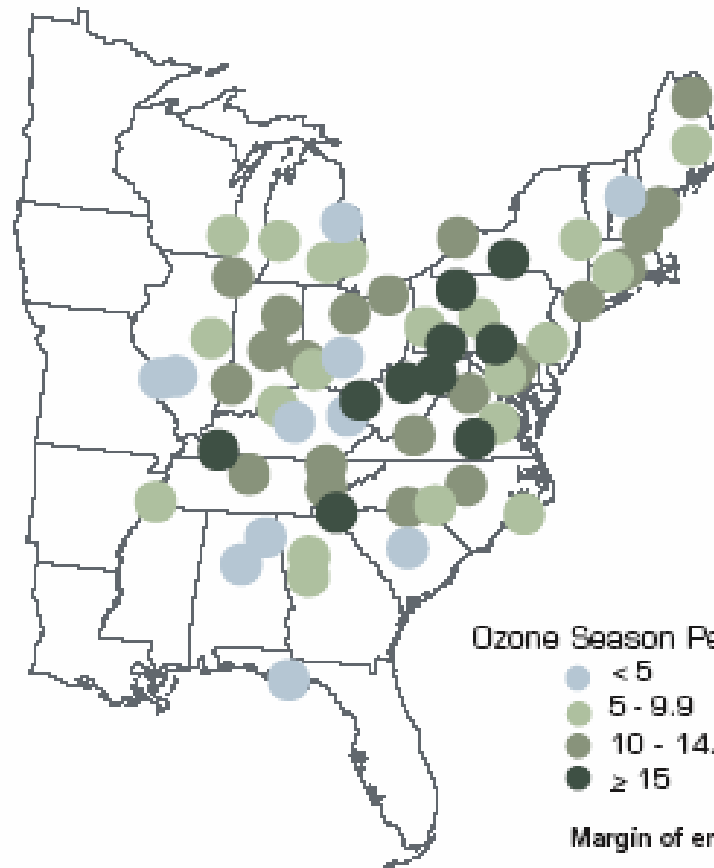 Ozone Season Pe
< 5
5 - 9.9
10 - 14.
≥ 15
Margin of er